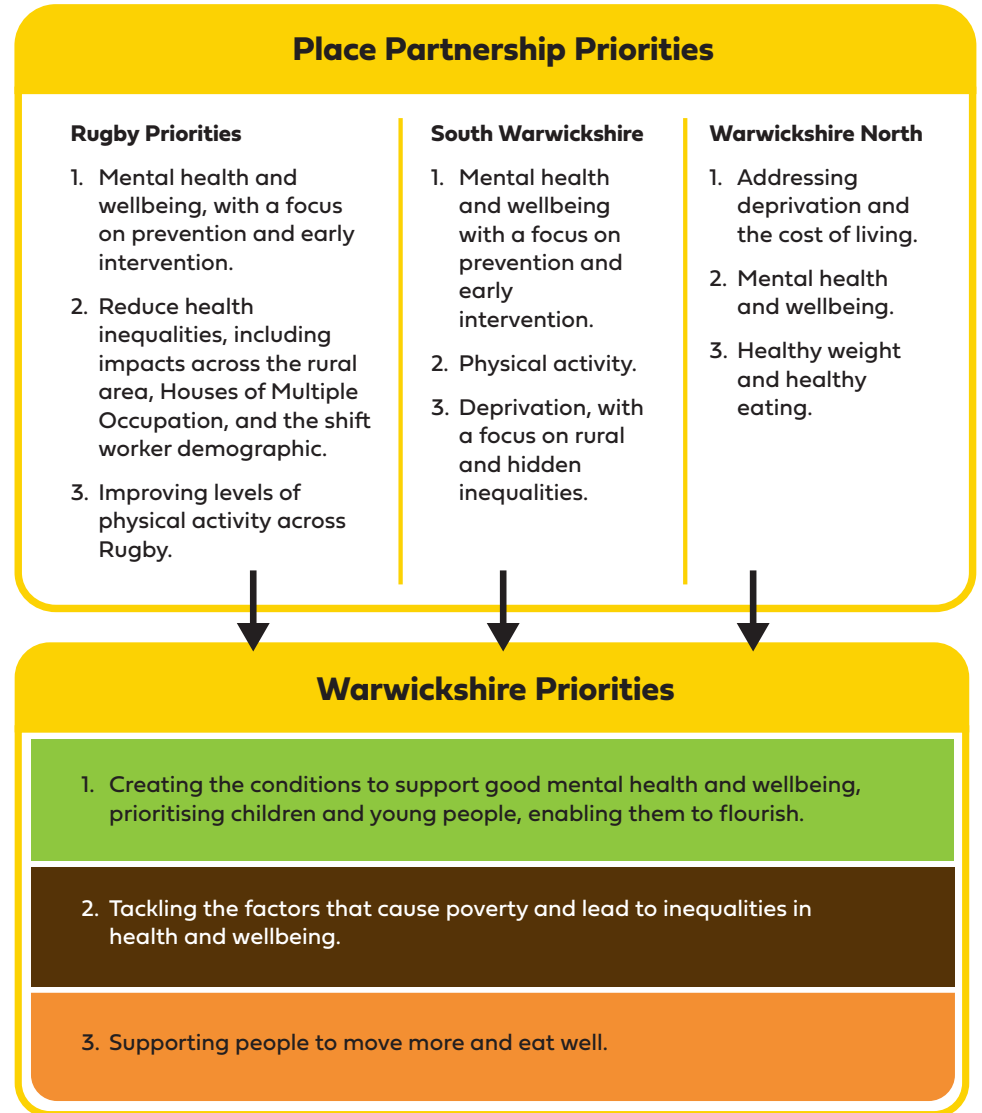 Place Partnership Priorities
Rugby Priorities
1. Mental health and
wellbeing, with a focus
on prevention and early
intervention.
2. Reduce health
inequalities, including
impacts across the rural
area, Houses of Multiple
Occupation, and the shift
worker demographic.
3. Improving levels of
physical activity across
Rugby.
South Warwickshire
1. Mental health
and wellbeing
with a focus on
prevention and
early
intervention.
2. Physical activity.
3. Deprivation, with
a focus on rural
and hidden
inequalities.
Warwickshire North
1. Addressing
deprivation and
the cost of living.
2. Mental health
and wellbeing.
3. Healthy weight
and healthy
eating.
Warwickshire Priorities
1. Creating the conditions to support good mental health and wellbeing,
prioritising children and young people, enabling them to flourish.
2. Tackling the factors that cause poverty and lead to inequalities in
health and wellbeing.
3. Supporting people to move more and eat well.